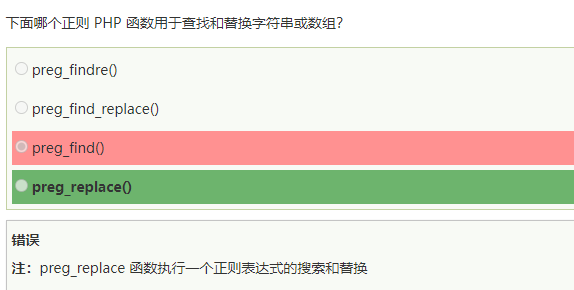 下面哪个正则 PHP 函数用于查找和替换字符串或数组?
preg_findre()
preg_find_replace()
preg_find()
preg_replace()
错误
注：preg_replace 函数执行一个正则表达式的搜索和替换